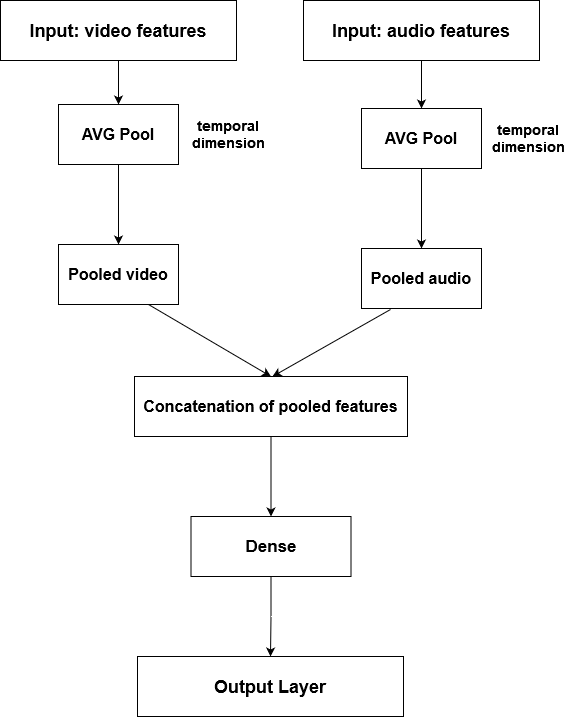 Input: video features
Input: audio features
AVG Pool
temporal
dimension
AVG Pool
temporal
dimension
Pooled video
Pooled audio
Concatenation of pooled features
Dense
Output Layer